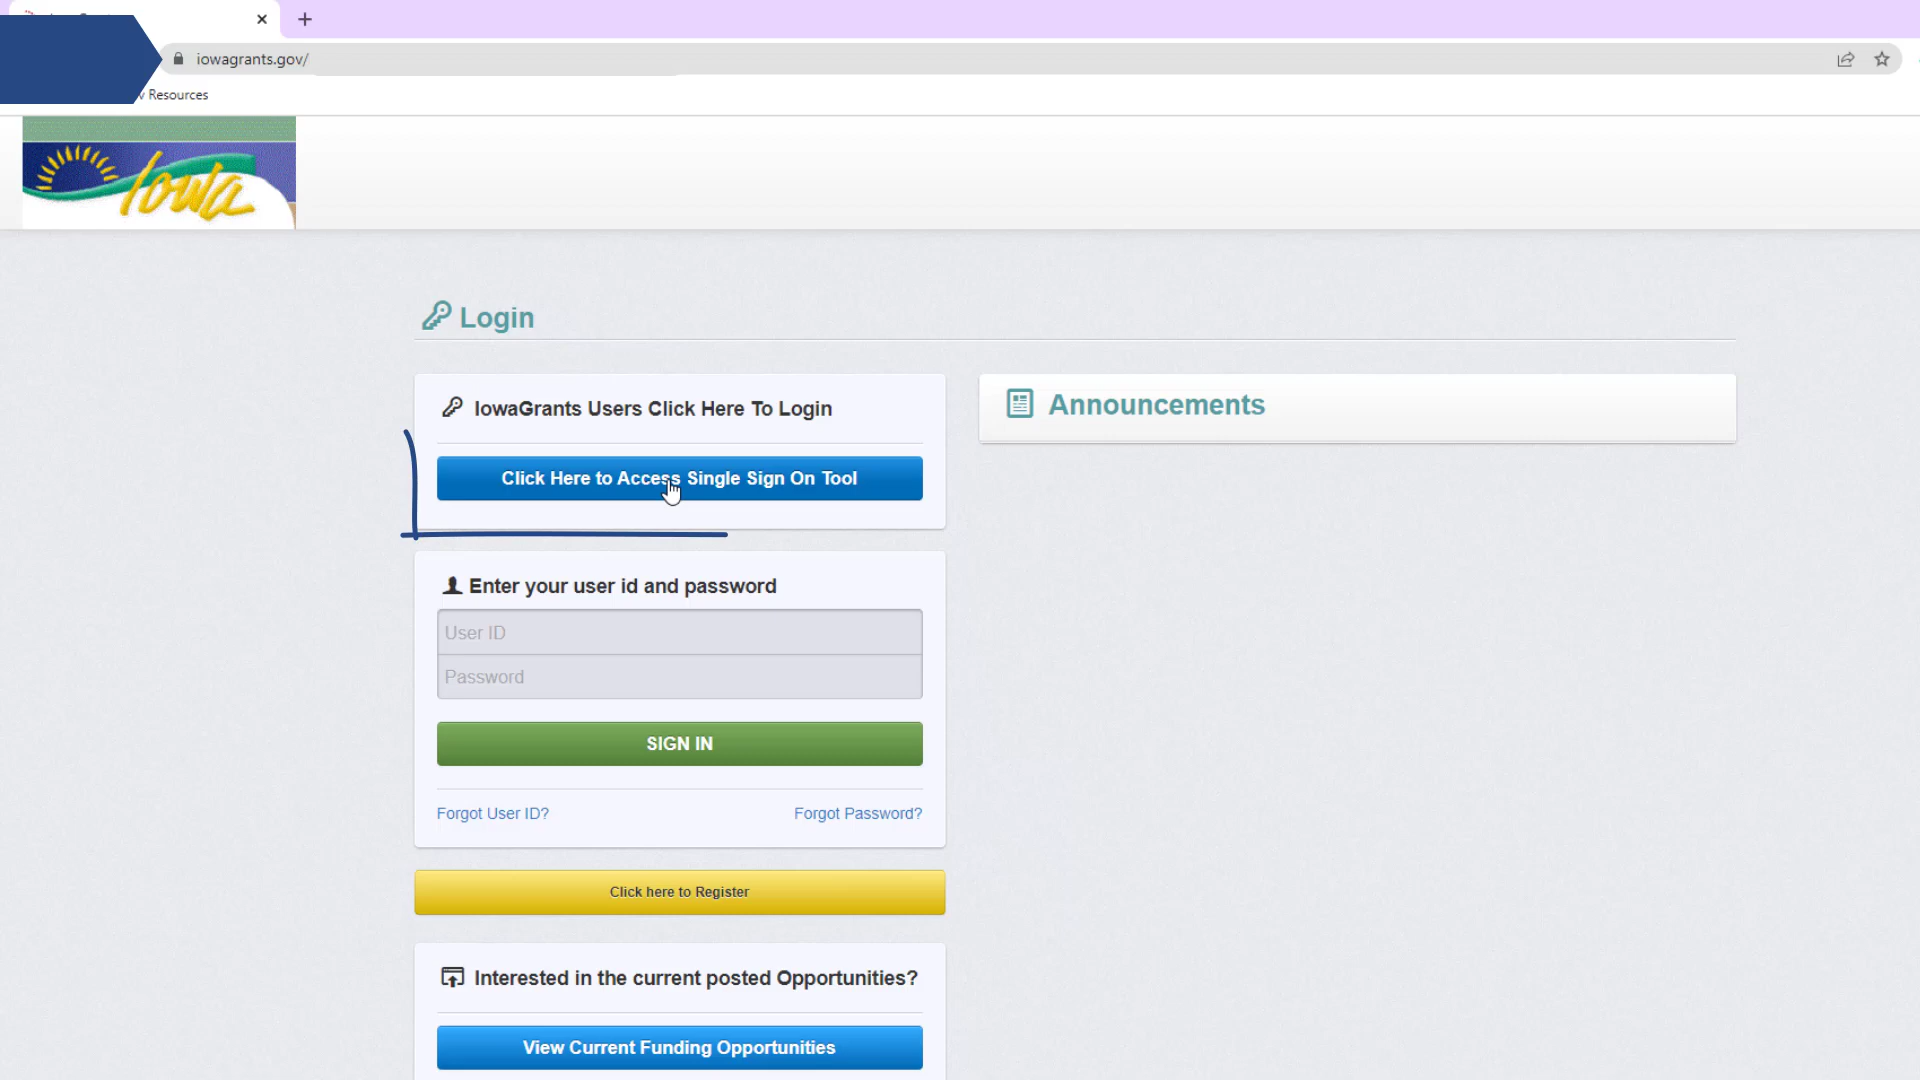 iowagrants.gov/
Resources
Iowa
Login
IowaGrants Users Click Here To Login
Click Here to Access Single Sign On Tool
Enter your user id and password
User ID
Password
SIGN IN
Forgot User ID?
Forgot Password?
Click here to Register
Interested in the current posted Opportunities?
View Current Funding Opportunities
Announcements